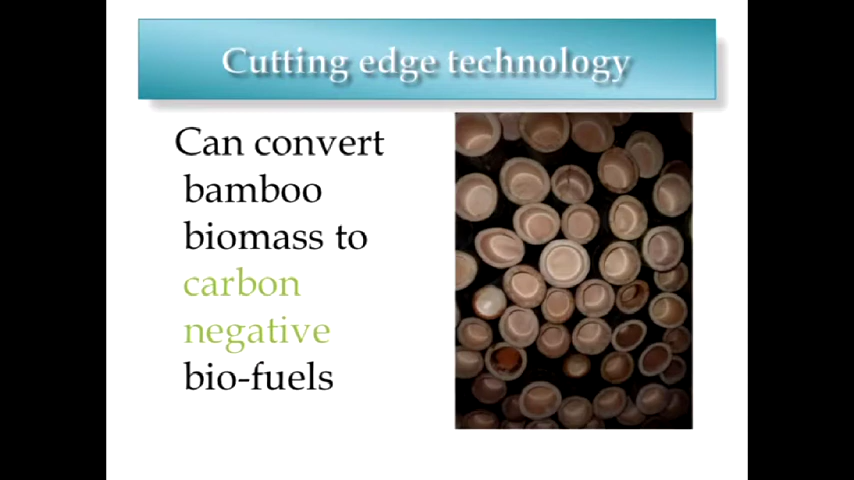 Cutting edge technology
Can convert
bamboo
biomass to
carbon
negative
bio-fuels